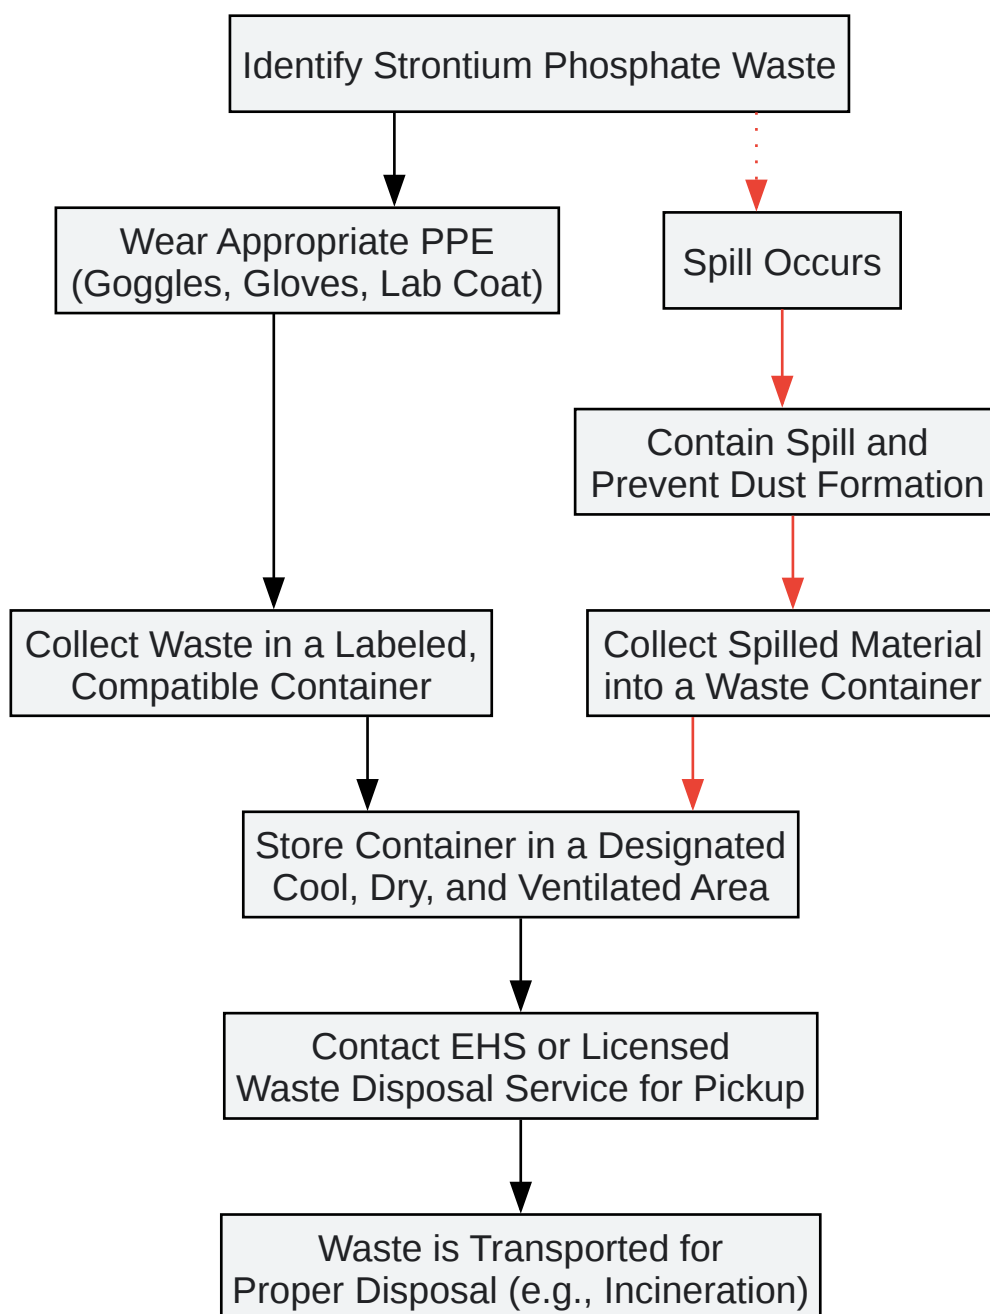 Identify Strontium Phosphate Waste
Wear Appropriate PPE
(Goggles, Gloves, Lab Coat)
Spill Occurs
Contain Spill and
Prevent Dust Formation
Collect Waste in a Labeled,
Compatible Container
Collect Spilled Material
into a Waste Container
Store Container in a Designated
Cool, Dry, and Ventilated Area
Contact EHS or Licensed
Waste Disposal Service for Pickup
Waste is Transported for
Proper Disposal (e.g., Incineration)